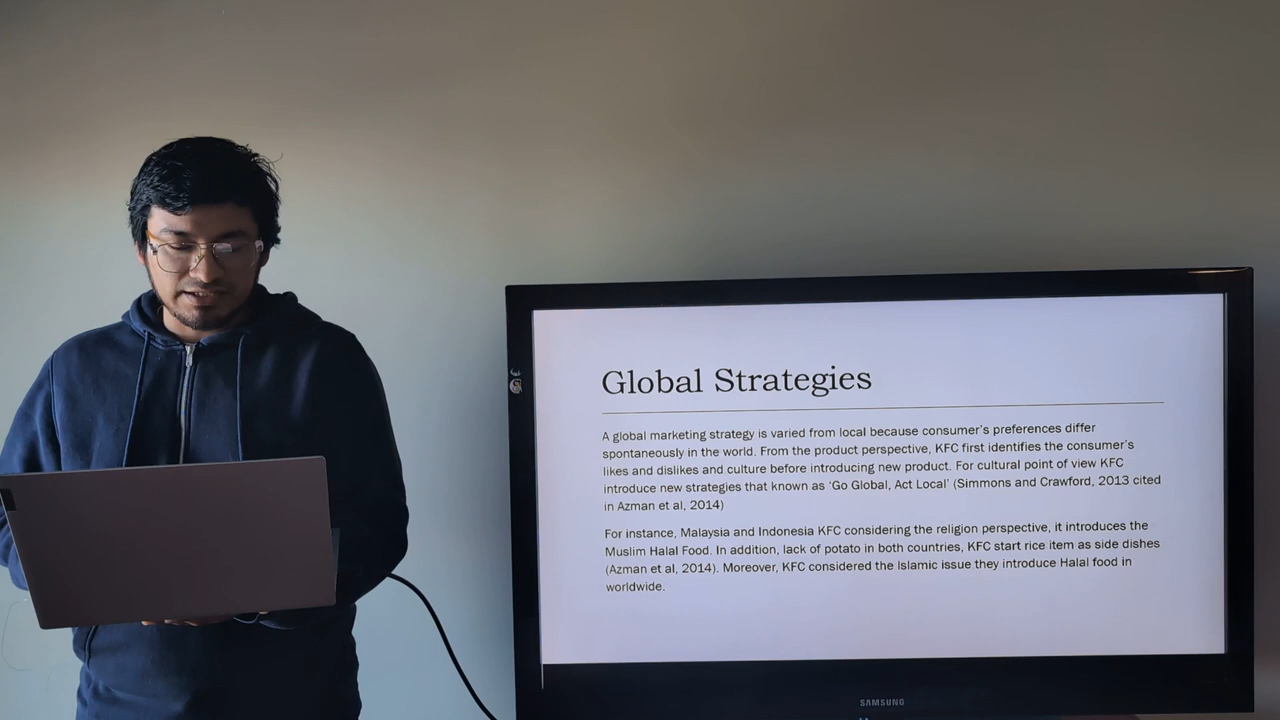 Global Strategies
A global marketing strategy is varied from local because consumer's preferences differ
spontaneously in the world. From the product perspective, KFC first identifies the consumer's
likes and dislikes and culture before introducing new product. For cultural point of view KFC
introduce new strategies that known as 'Go Global, Act Local' (Simmons and Crawford, 2013 cited
in Azman et al, 2014)
For instance, Malaysia and Indonesia KFC considering the religion perspective, it introduces the
Muslim Halal Food. In addition, lack of potato in both countries, KFC start rice item as side dishes
(Azman et al, 2014). Moreover, KFC considered the Islamic issue they introduce Halal food in
worldwide.
SAMSUNG